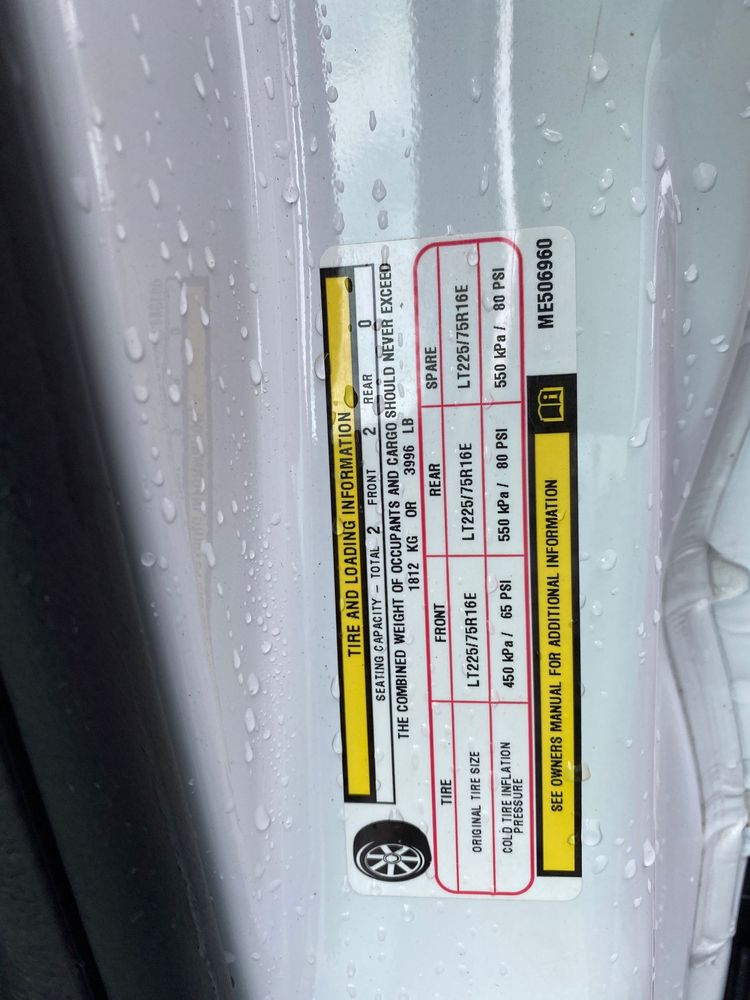 TIRE AND LOADING INFORMATION
SEATING CAPACITY – TOTAL 2 FRONT 2 REAR 0
THE COMBINED WEIGHT OF OCCUPANTS AND CARGO SHOULD NEVER EXCEED
1812 KG OR 3996 LB
TIRE FRONT REAR SPARE
ORIGINAL TIRE SIZE LT225/75R16E LT225/75R16E LT225/75R16E
COLD TIRE INFLATION
PRESSURE 450 kPa / 65 PSI 550 kPa / 80 PSI 550 kPa / 80 PSI
SEE OWNERS MANUAL FOR ADDITIONAL INFORMATION
ME506960